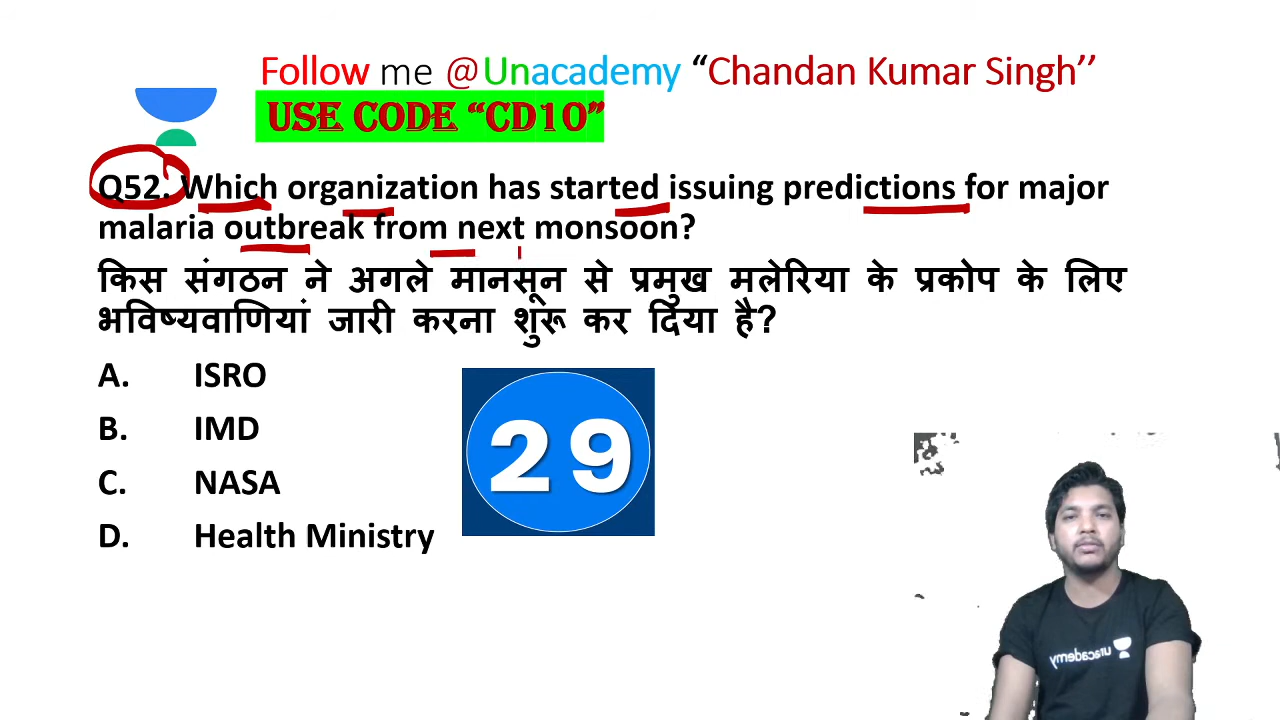 Follow me @Unacademy “Chandan Kumar Singh’’
USE CODE “CD10”
Q52. Which organization has started issuing predictions for major
malaria outbreak from next monsoon?
किस संगठन ने अगले मानसून से प्रमुख मलेरिया के प्रकोप के लिए
भविष्यवाणियां जारी करना शुरू कर दिया है?
A. ISRO
B. IMD
C. NASA
D. Health Ministry
29
unacademy